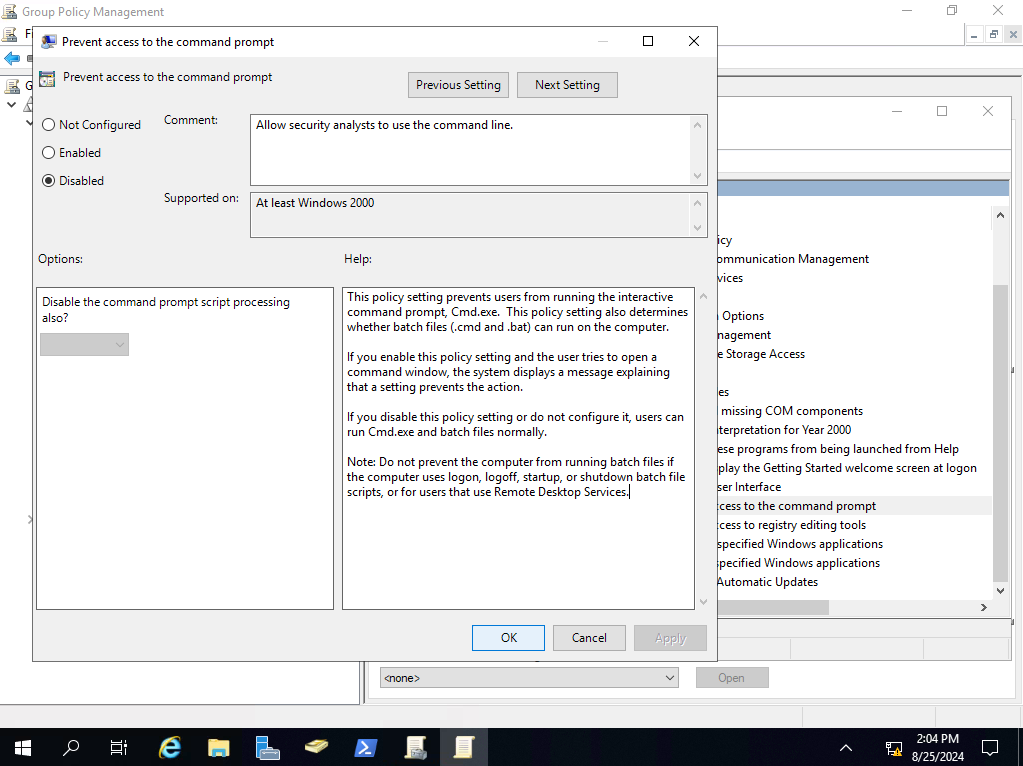 Group Policy Management
Prevent access to the command prompt
Prevent access to the command prompt
Previous Setting
Next Setting
Not Configured
Enabled
Disabled
Comment:
Allow security analysts to use the command line.
Supported on:
At least Windows 2000
Options:
Help:
Disable the command prompt script processing
also?
This policy setting prevents users from running the interactive
command prompt, Cmd.exe.  This policy setting also determines
whether batch files (.cmd and .bat) can run on the computer.
If you enable this policy setting and the user tries to open a
command window, the system displays a message explaining
that a setting prevents the action.
If you disable this policy setting or do not configure it, users can
run Cmd.exe and batch files normally.
Note: Do not prevent the computer from running batch files if
the computer uses logon, logoff, startup, or shutdown batch file
scripts, or for users that use Remote Desktop Services.
OK
Cancel
Apply
icy
ommunication Management
vices
Options
nagement
e Storage Access
es
missing COM components
terpretation for Year 2000
ese programs from being launched from Help
play the Getting Started welcome screen at logon
ser Interface
ccess to the command prompt
ccess to registry editing tools
specified Windows applications
specified Windows applications
Automatic Updates
<none>
Open
2:04 PM
8/25/2024